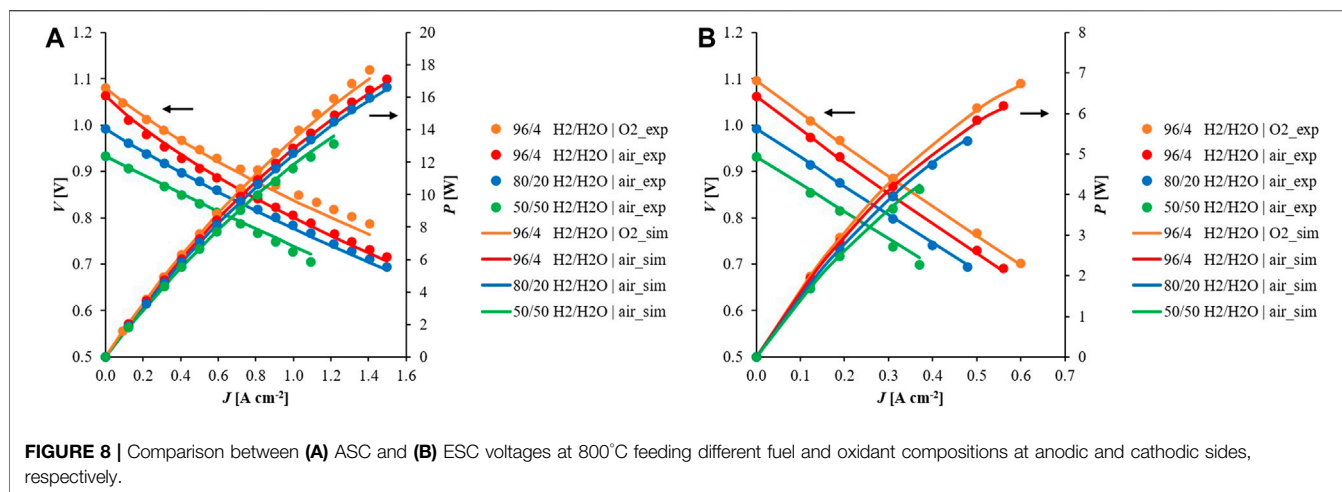 A
1.2
1.1
1.0
0.9
0.8
0.7
0.6
0.5
V [V]
0.0 0.2 0.4 0.6 0.8 1.0 1.2 1.4 1.6
J [A cm-2]
20
18
16
14
12
10
8
6
4
2
0
P [W]
96/4 H2/H2O | O2_exp
96/4 H2/H2O | air_exp
80/20 H2/H2O | air_exp
50/50 H2/H2O | air_exp
96/4 H2/H2O | O2_sim
96/4 H2/H2O | air_sim
80/20 H2/H2O | air_sim
50/50 H2/H2O | air_sim
B
1.2
1.1
1.0
0.9
0.8
0.7
0.6
0.5
V [V]
0.0 0.1 0.2 0.3 0.4 0.5 0.6 0.7
J [A cm-2]
8
7
6
5
4
3
2
1
0
P [W]
96/4 H2/H2O | O2_exp
96/4 H2/H2O | air_exp
80/20 H2/H2O | air_exp
50/50 H2/H2O | air_exp
96/4 H2/H2O | O2_sim
96/4 H2/H2O | air_sim
80/20 H2/H2O | air_sim
50/50 H2/H2O | air_sim
FIGURE 8 | Comparison between (A) ASC and (B) ESC voltages at 800°C feeding different fuel and oxidant compositions at anodic and cathodic sides,
respectively.